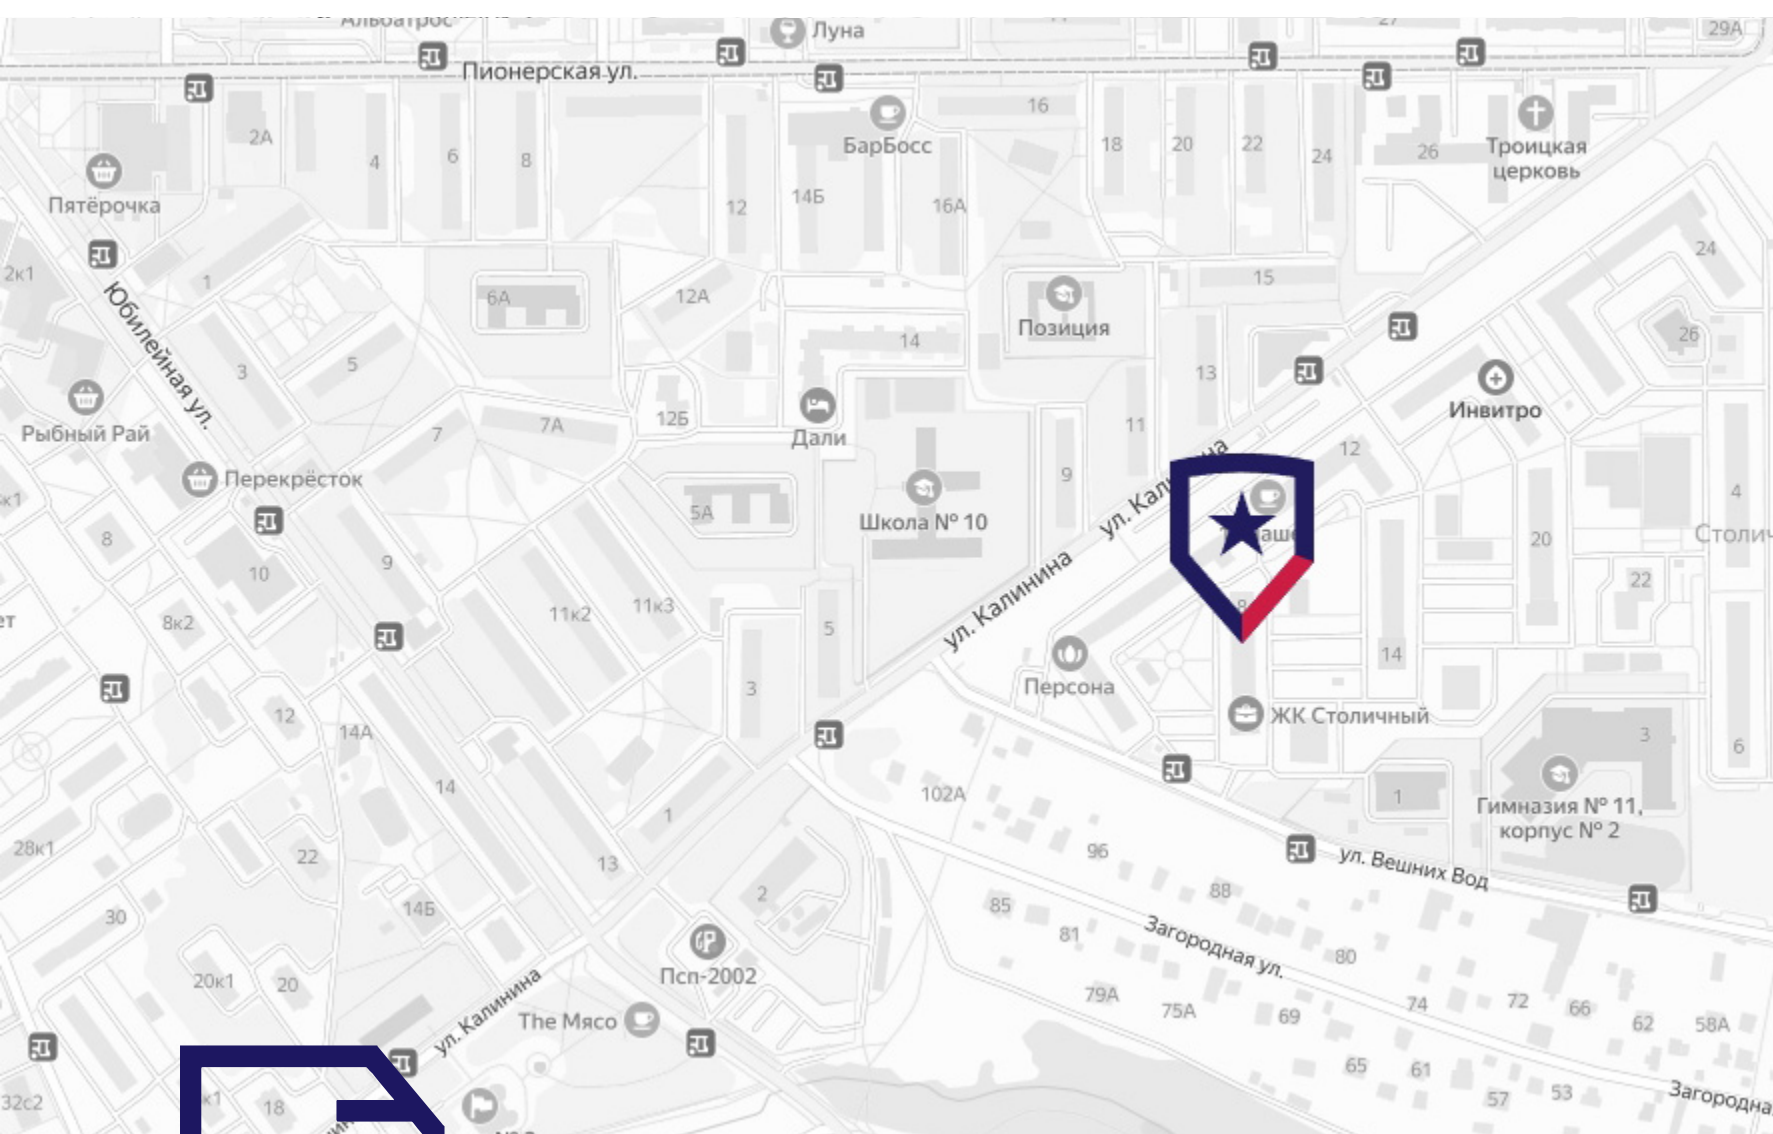 Альбатрос
Луна
27
29А
Пионерская ул.
16
БарБосс
2А
4
6
8
18
20
22
24
26
Троицкая
церковь
Пятёрочка
12
14Б
16А
2к1
1
6А
12А
15
24
Юбилейная ул.
Позиция
14
26
3
5
13
Инвитро
Рыбный Рай
7
7А
12Б
Дали
11
12
Перекрёсток
9
ул. Калинина
4
5А
Школа № 10
8
9
20
10
22
11к2
11к3
ул. Калинина
8к2
5
8
14
Персона
3
12
14А
ЖК Столичный
3
6
14
102А
1
Гимназия № 11,
корпус № 2
1
28к1
22
13
96
ул. Вешних Вод
2
88
30
14Б
85
81
Загородная ул.
80
Псп-2002
20к1
20
79А
75А
69
74
72
66
62
58А
ул. Калинина
The Мясо
65
61
57
53
32с2
18